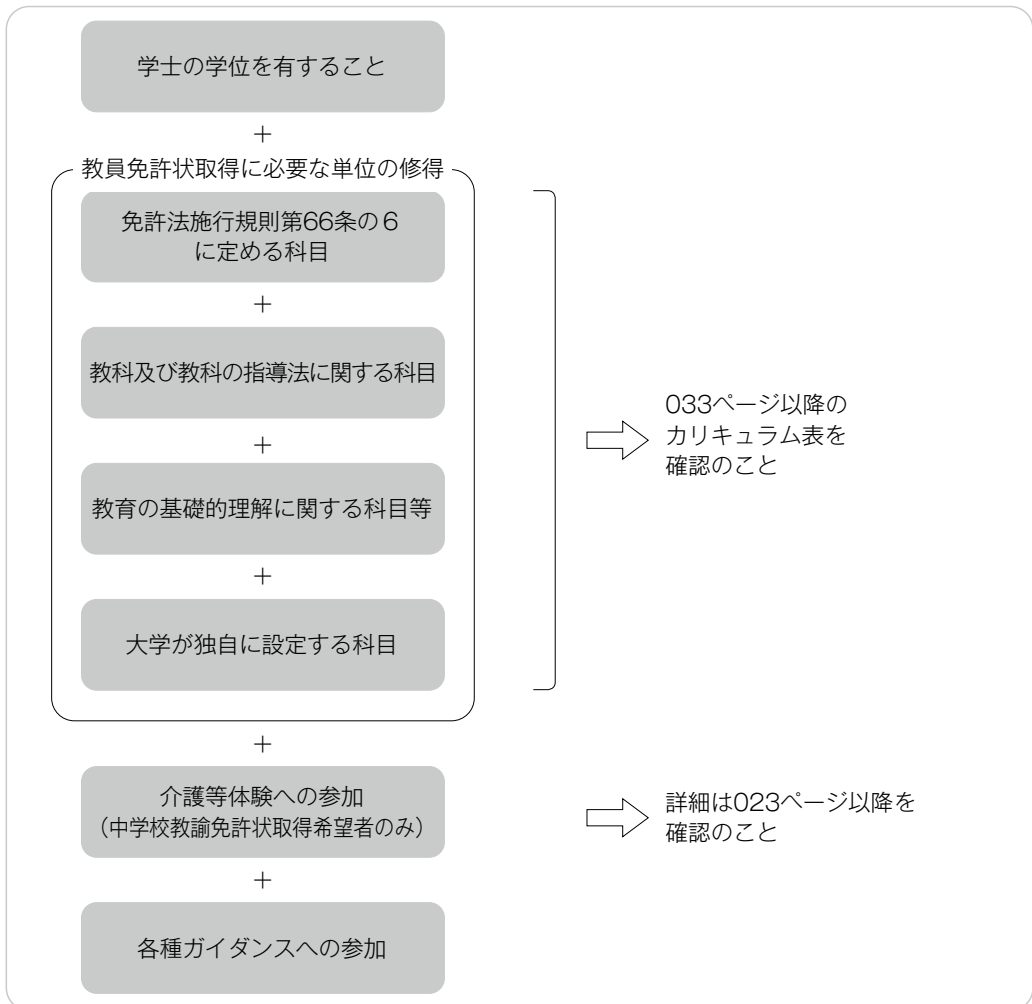 学士の学位を有すること
＋
教員免許状取得に必要な単位の修得
免許法施行規則第66条の６
に定める科目
＋
教科及び教科の指導法に関する科目
＋
教育の基礎的理解に関する科目等
＋
大学が独自に設定する科目
033ページ以降の
カリキュラム表を
確認のこと
＋
介護等体験への参加
（中学校教諭免許状取得希望者のみ）
詳細は023ページ以降を
確認のこと
＋
各種ガイダンスへの参加